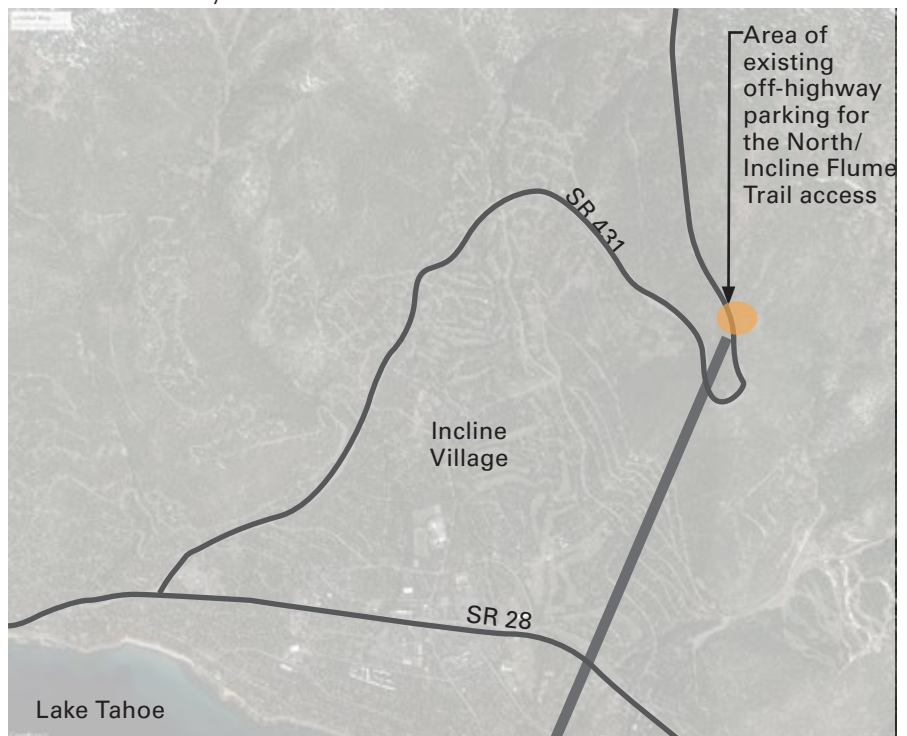 Area of
existing
off-highway
parking for
the North/
Incline Flume
Trail access
SR 431
Incline
Village
SR 28
Lake Tahoe